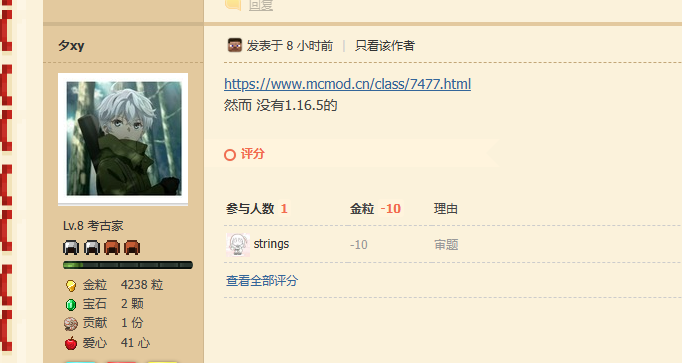 回复
夕xy
发表于 8 小时前 | 只看该作者
https://www.mcmod.cn/class/7477.html
然而 没有1.16.5的
评分
参与人数 1 金粒 -10 理由
strings -10 审题
查看全部评分
Lv.8 考古家
金粒 4238 粒
宝石 2 颗
贡献 1 份
爱心 41 心